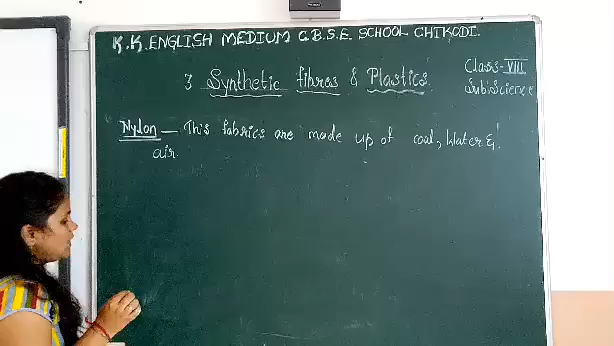 K.K. ENGLISH MEDIUM C.B.S.E. SCHOOL CHIKODI.
Class-VIII
3 Synthetic fibres & Plastics.
Sub:Science
Nylon — This fabrics are made up of coal, Water &
air.